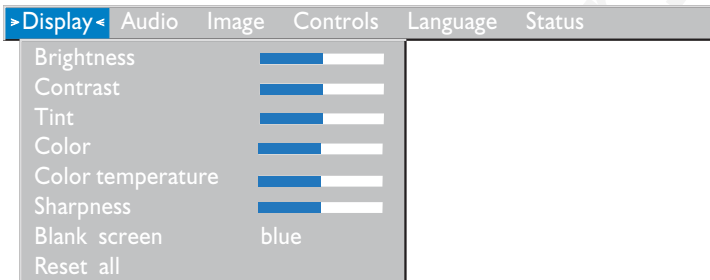 >Display< Audio Image Controls Language Status
Brightness
Contrast
Tint
Color
Color temperature
Sharpness
Blank screen blue
Reset all